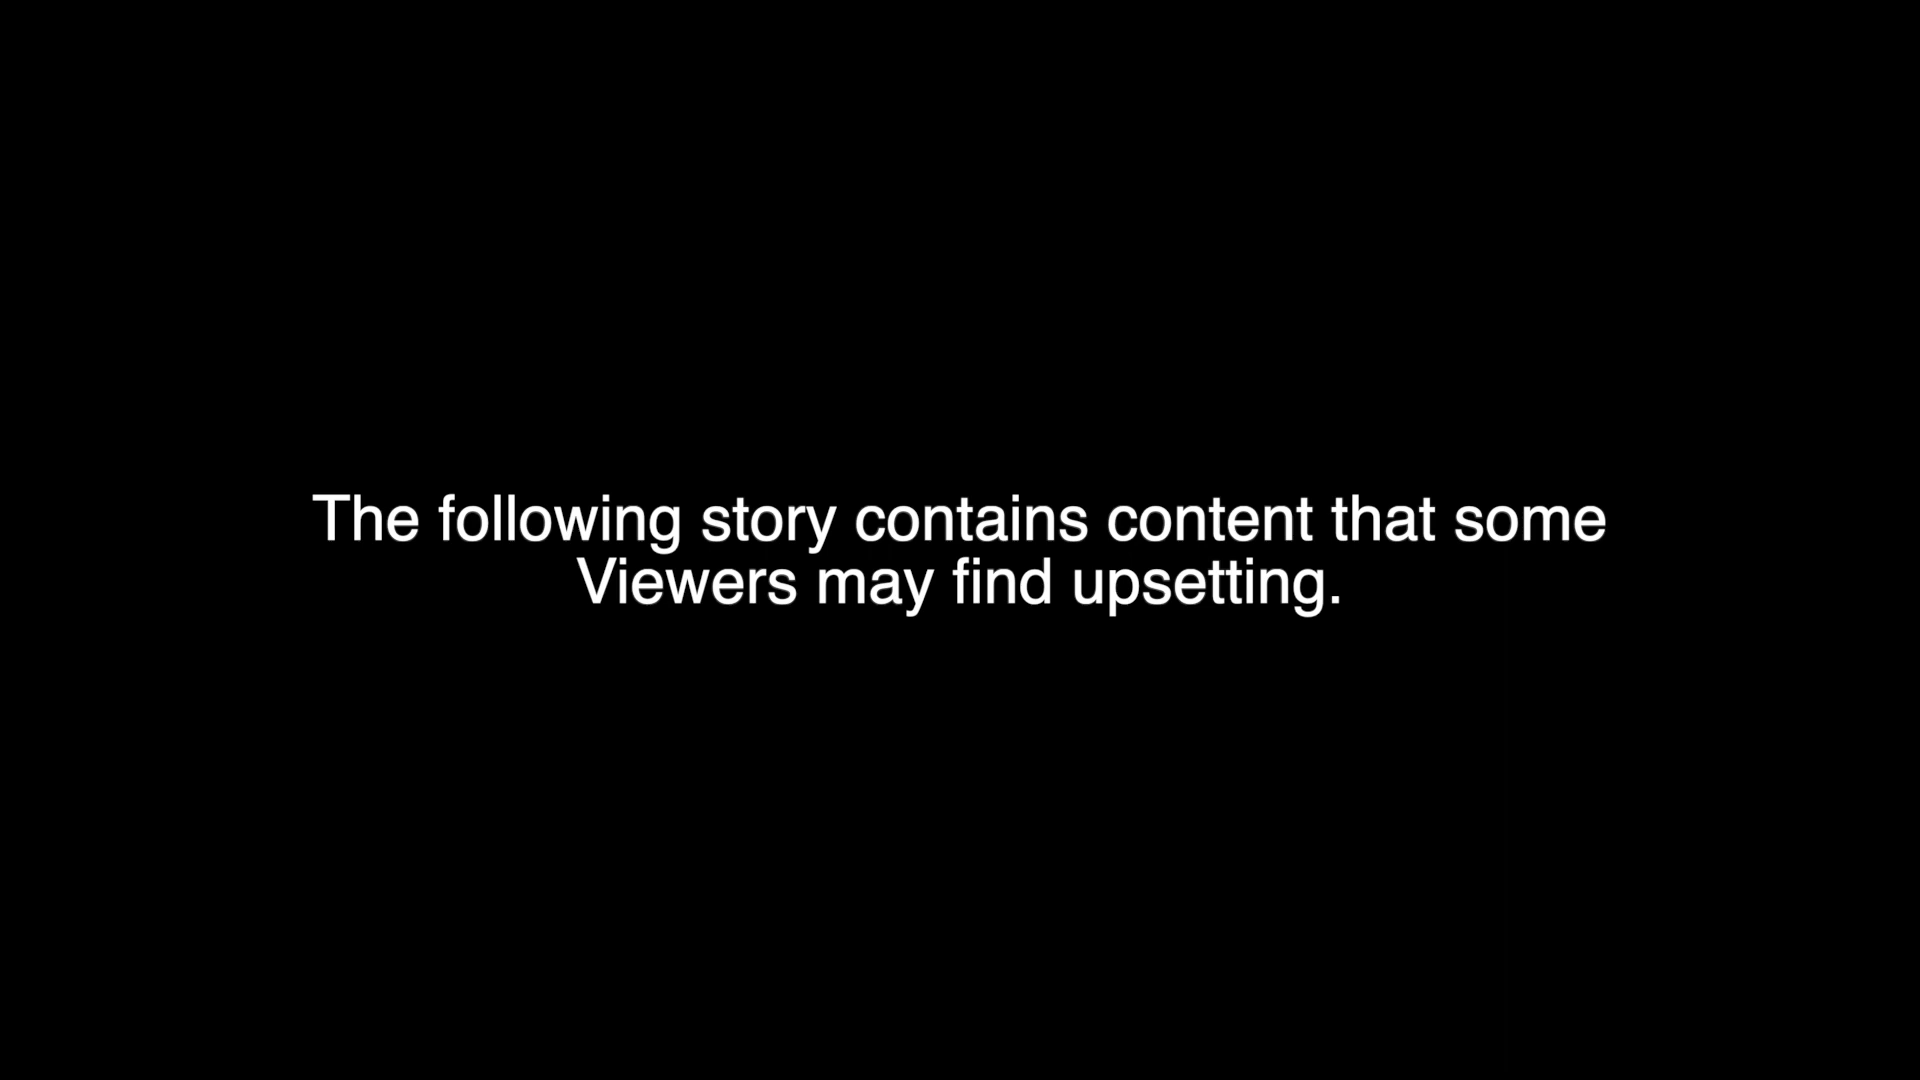 The following story contains content that some
Viewers may find upsetting.